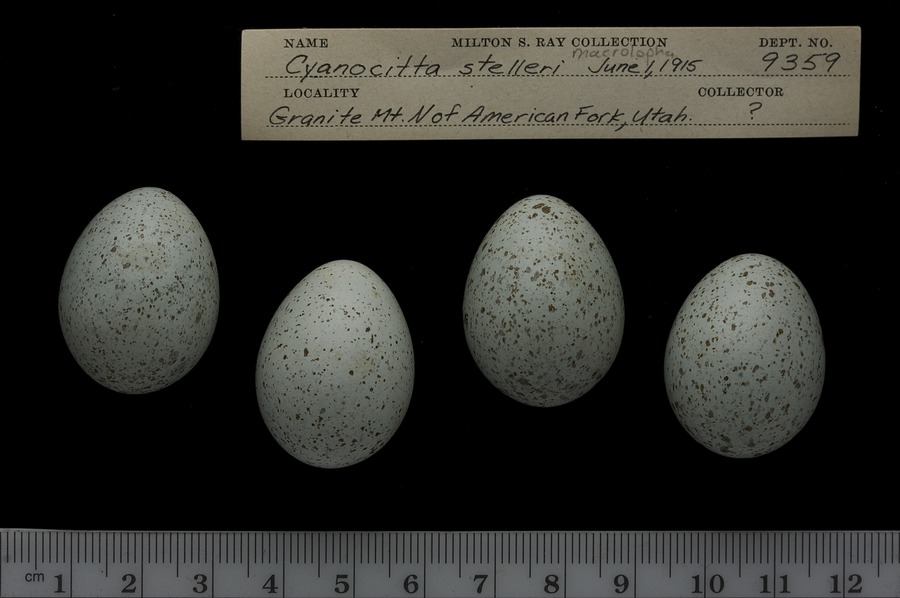 NAME MILTON S. RAY COLLECTION DEPT. NO.
macrolopha
Cyanocitta stelleri June 1, 1915 9359
LOCALITY COLLECTOR
Granite Mt. N of American Fork, Utah. ?
cm 1 2 3 4 5 6 7 8 9 10 11 12